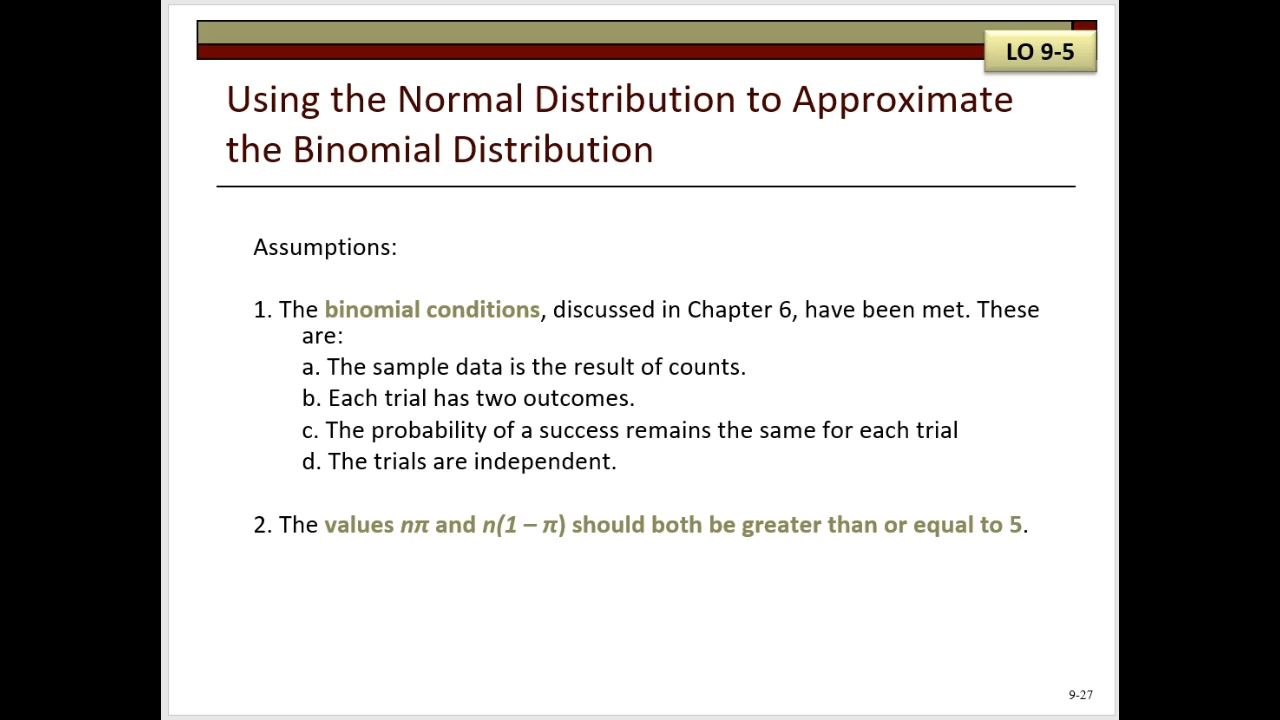 LO 9-5
Using the Normal Distribution to Approximate
the Binomial Distribution
Assumptions:
1. The binomial conditions, discussed in Chapter 6, have been met. These
are:
a. The sample data is the result of counts.
b. Each trial has two outcomes.
c. The probability of a success remains the same for each trial
d. The trials are independent.
2. The values nπ and n(1 – π) should both be greater than or equal to 5.
9-27